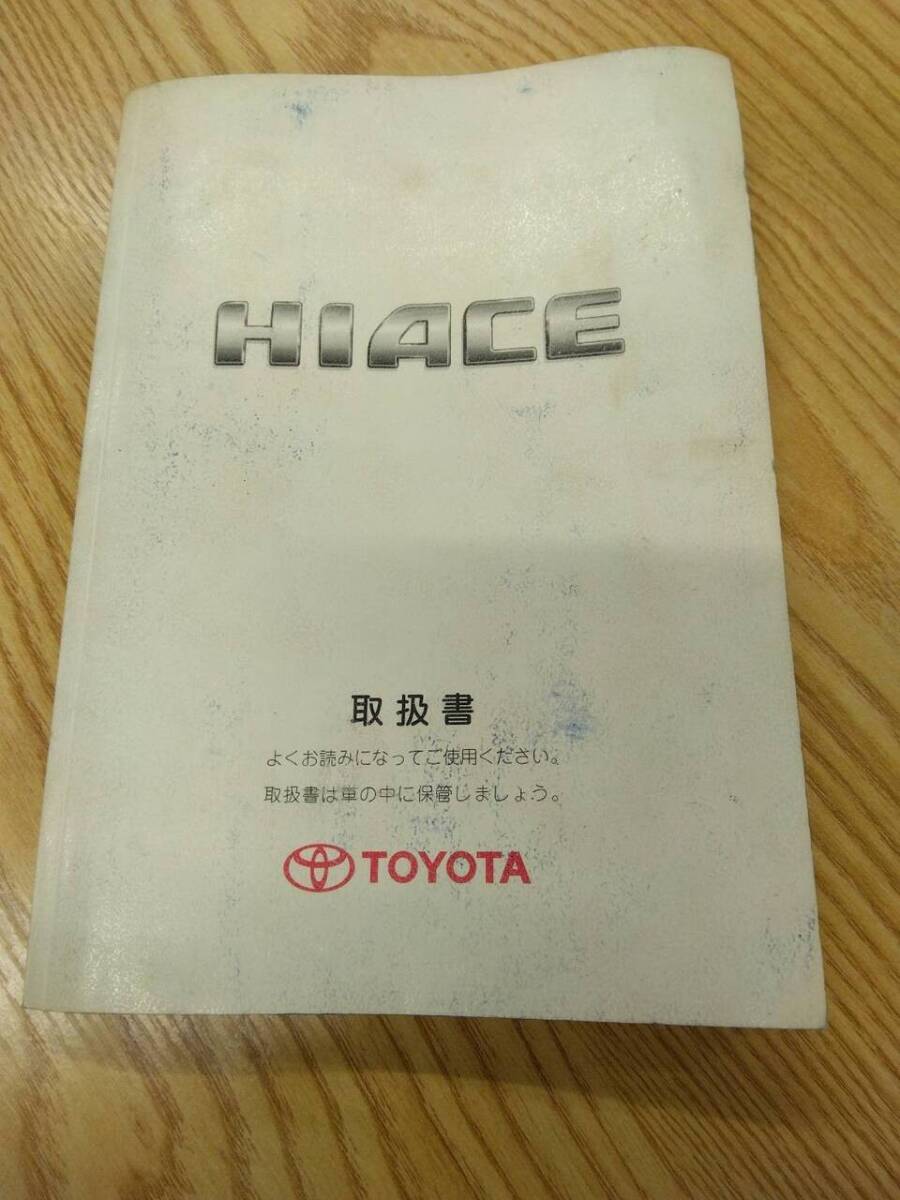 HIACE
取扱書
よくお読みになってご使用ください。
取扱書は車の中に保管しましょう。
TOYOTA